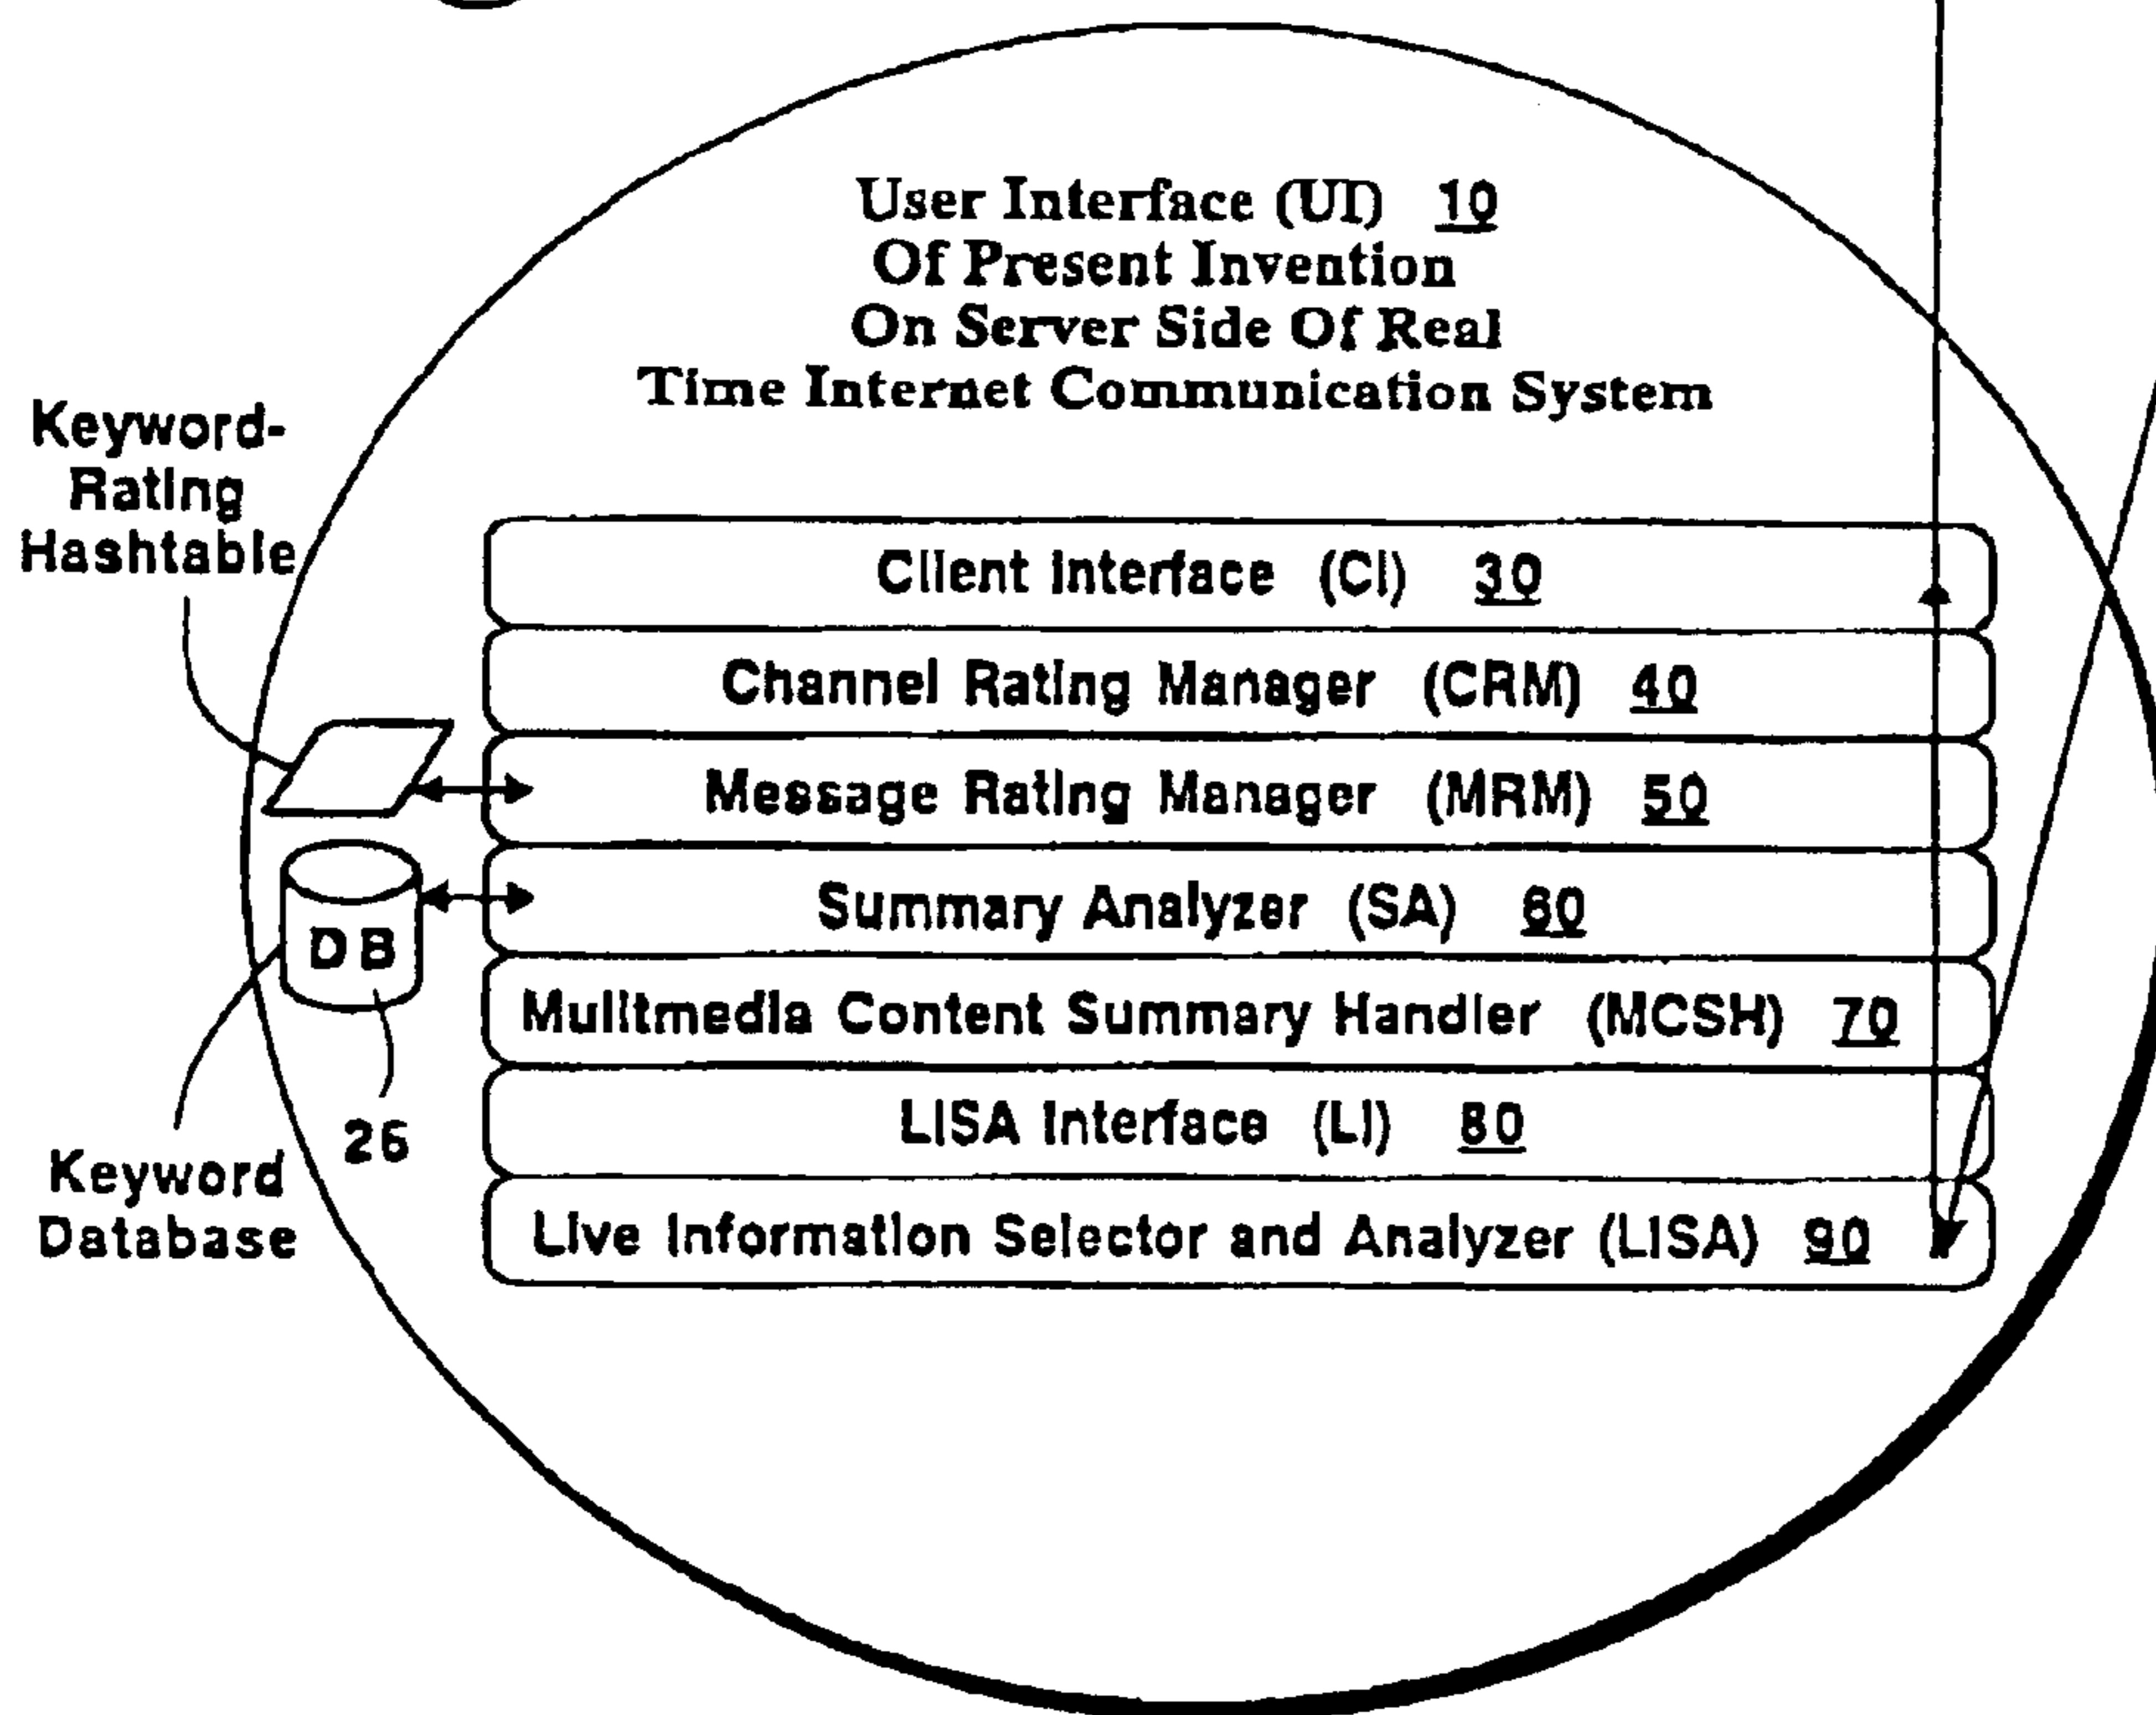 User Interface (UI) 10
Of Present Invention
On Server Side Of Real
Time Internet Communication System
Keyword-
Rating
Hashtable
Client Interface (CI) 30
Channel Rating Manager (CRM) 40
Message Rating Manager (MRM) 50
Summary Analyzer (SA) 60
DB
Mulitmedia Content Summary Handler (MCSH) 70
LISA Interface (LI) 80
26
Keyword
Database
Live Information Selector and Analyzer (LISA) 90